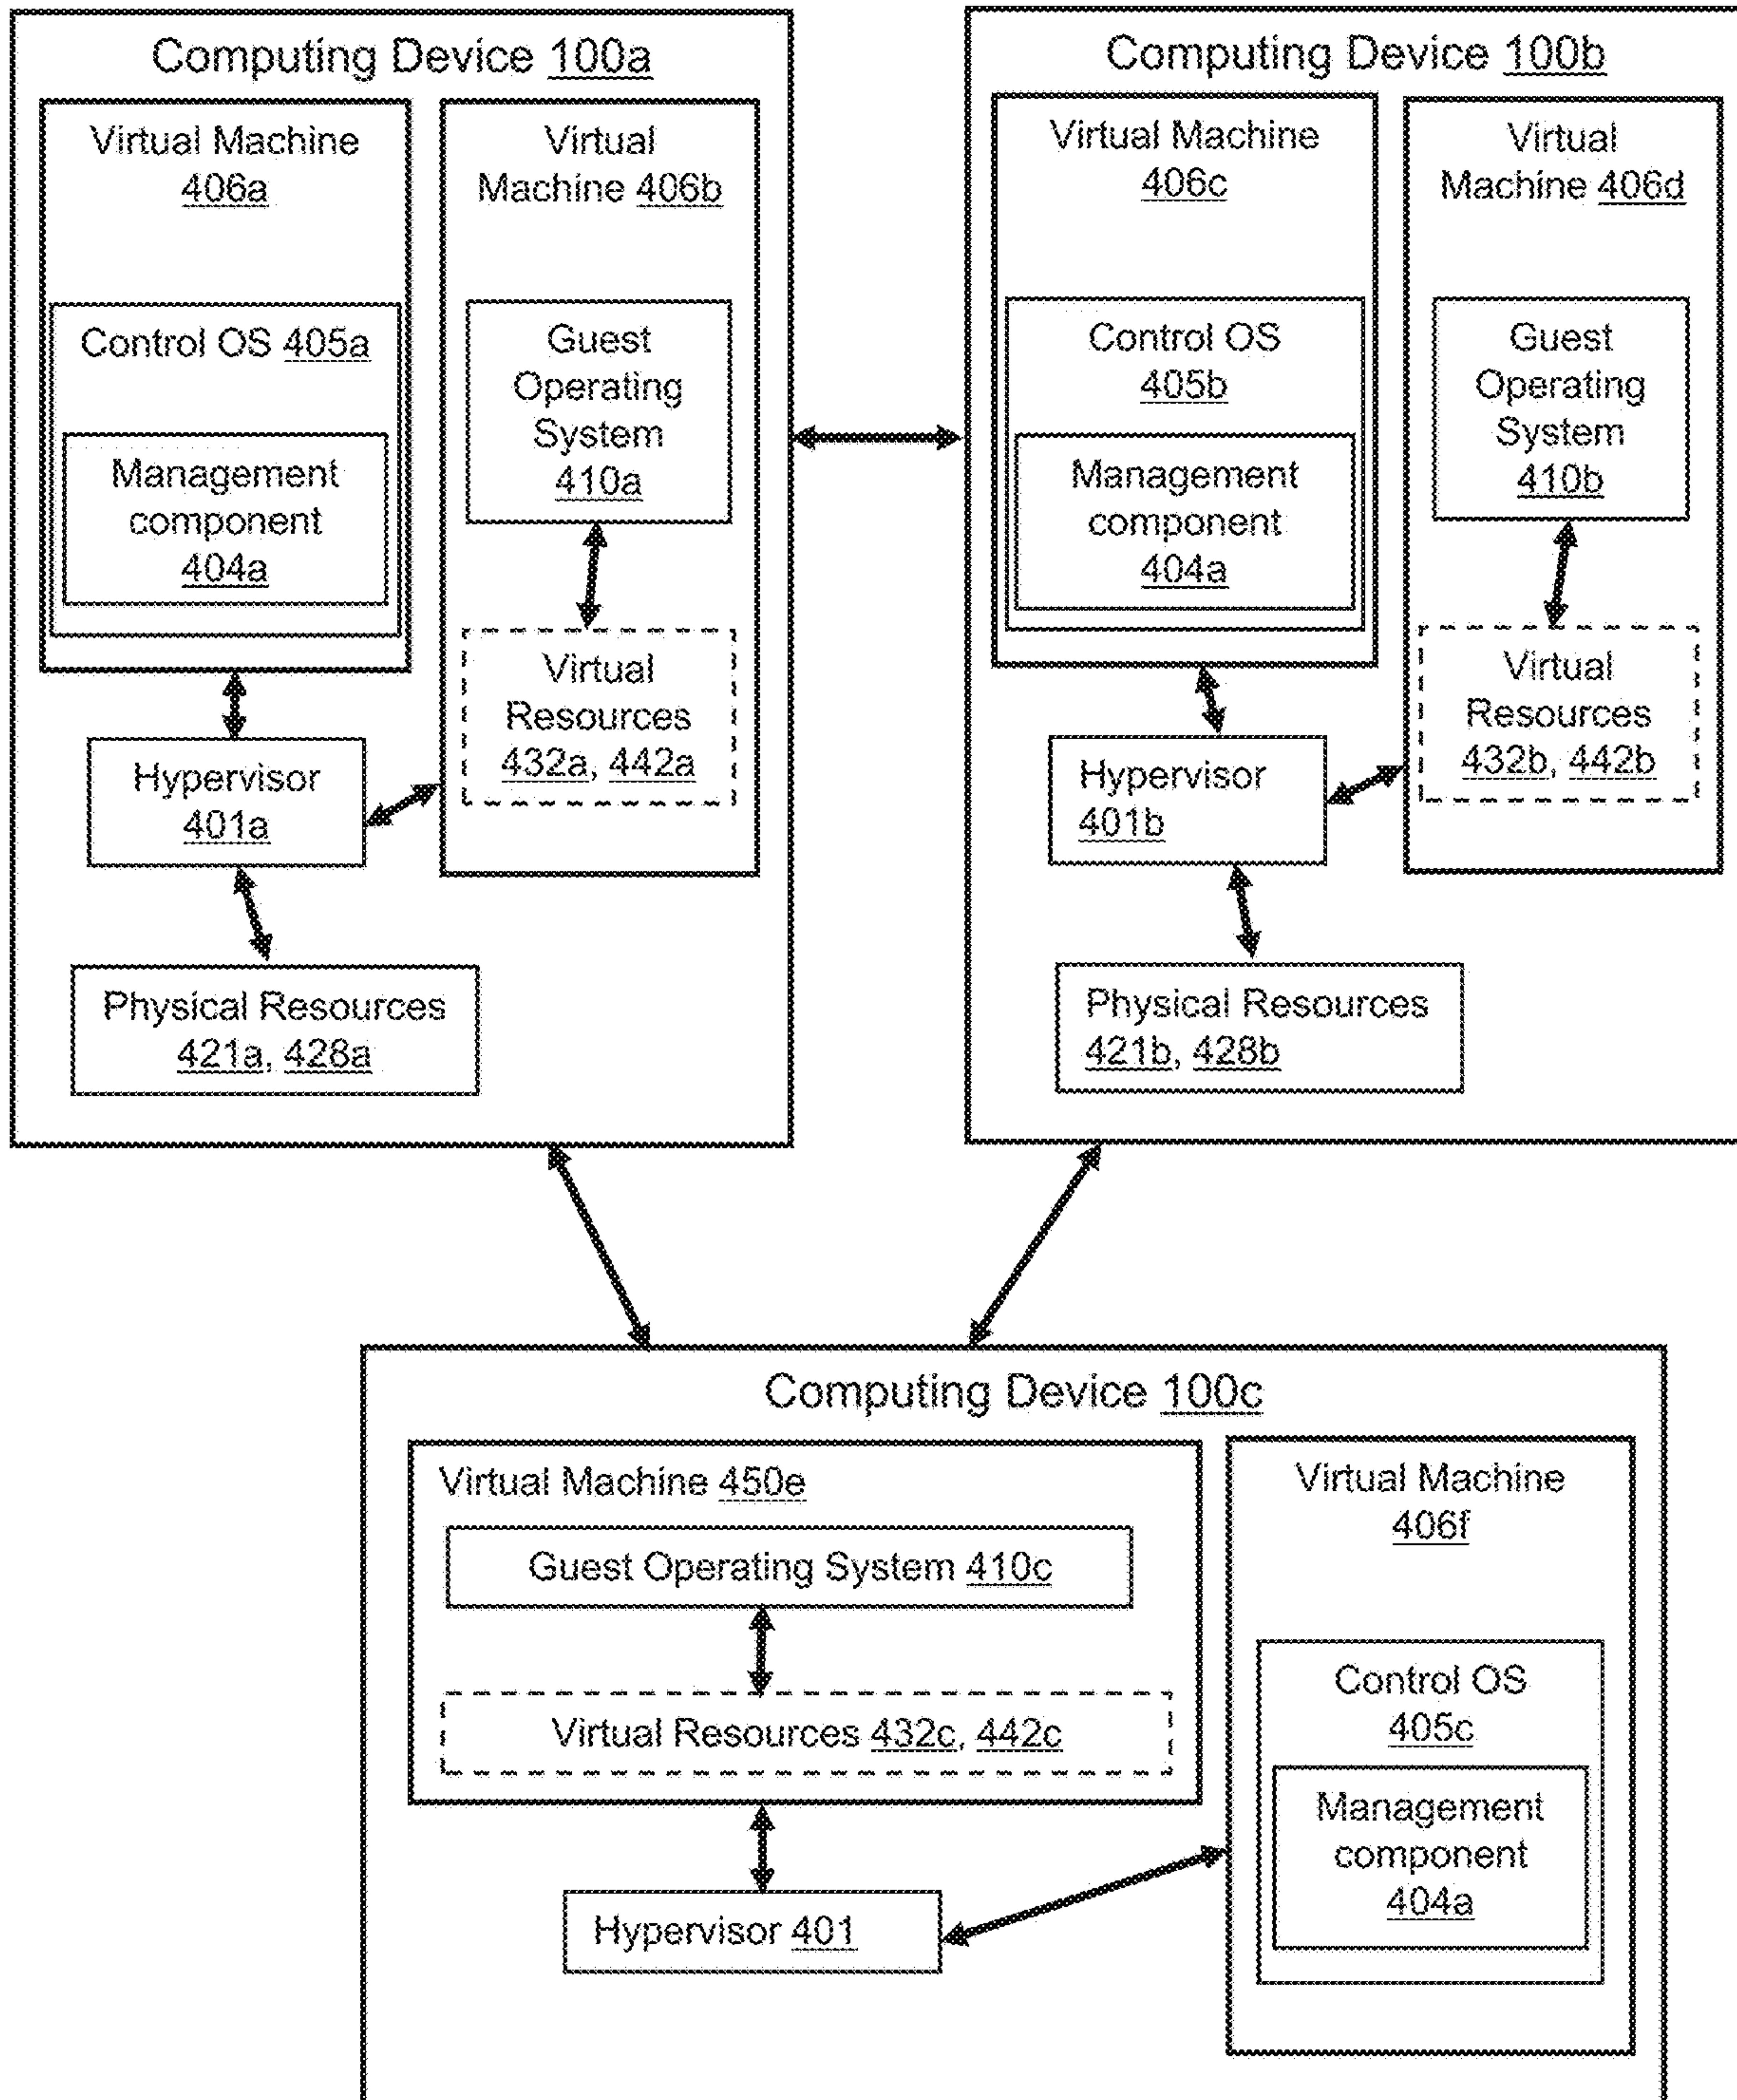 Computing Device 100a
Virtual Machine
406a
Control OS 405a
Management
component
404a
Virtual
Machine 406b
Guest
Operating
System
410a
Virtual
Resources
432a, 442a
Hypervisor
401a
Physical Resources
421a, 428a
Computing Device 100b
Virtual Machine
406c
Control OS
405b
Management
component
404a
Virtual
Machine 406d
Guest
Operating
System
410b
Virtual
Resources
432b, 442b
Hypervisor
401b
Physical Resources
421b, 428b
Computing Device 100c
Virtual Machine 450e
Guest Operating System 410c
Virtual Resources 432c, 442c
Hypervisor 401
Virtual Machine
406f
Control OS
405c
Management
component
404a